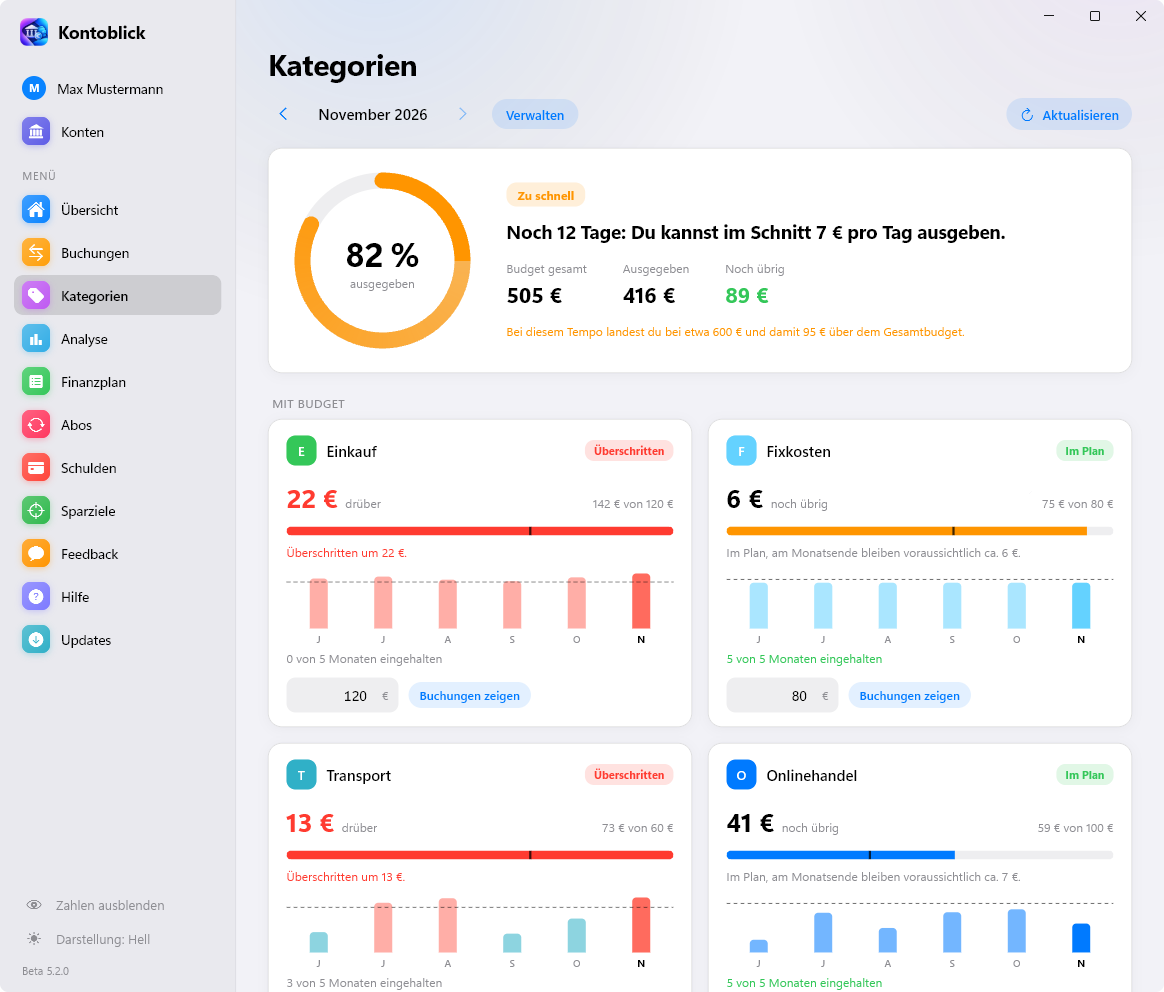 Kontoblick
M Max Mustermann
Konten
MENÜ
Übersicht
Buchungen
Kategorien
Analyse
Finanzplan
Abos
Schulden
Sparziele
Feedback
? Hilfe
Updates
Zahlen ausblenden
Darstellung: Hell
Beta 5.2.0
Kategorien
November 2026 Verwalten Aktualisieren
82 %
ausgegeben
Zu schnell
Noch 12 Tage: Du kannst im Schnitt 7 € pro Tag ausgeben.
Budget gesamt Ausgegeben Noch übrig
505 € 416 € 89 €
Bei diesem Tempo landest du bei etwa 600 € und damit 95 € über dem Gesamtbudget.
MIT BUDGET
E Einkauf Überschritten
22 € drüber 142 € von 120 €
Überschritten um 22 €.
J J A S O N
0 von 5 Monaten eingehalten
120 € Buchungen zeigen
F Fixkosten Im Plan
6 € noch übrig 75 € von 80 €
Im Plan, am Monatsende bleiben voraussichtlich ca. 6 €.
J J A S O N
5 von 5 Monaten eingehalten
80 € Buchungen zeigen
T Transport Überschritten
13 € drüber 73 € von 60 €
Überschritten um 13 €.
J J A S O N
3 von 5 Monaten eingehalten
O Onlinehandel Im Plan
41 € noch übrig 59 € von 100 €
Im Plan, am Monatsende bleiben voraussichtlich ca. 7 €.
J J A S O N
5 von 5 Monaten eingehalten